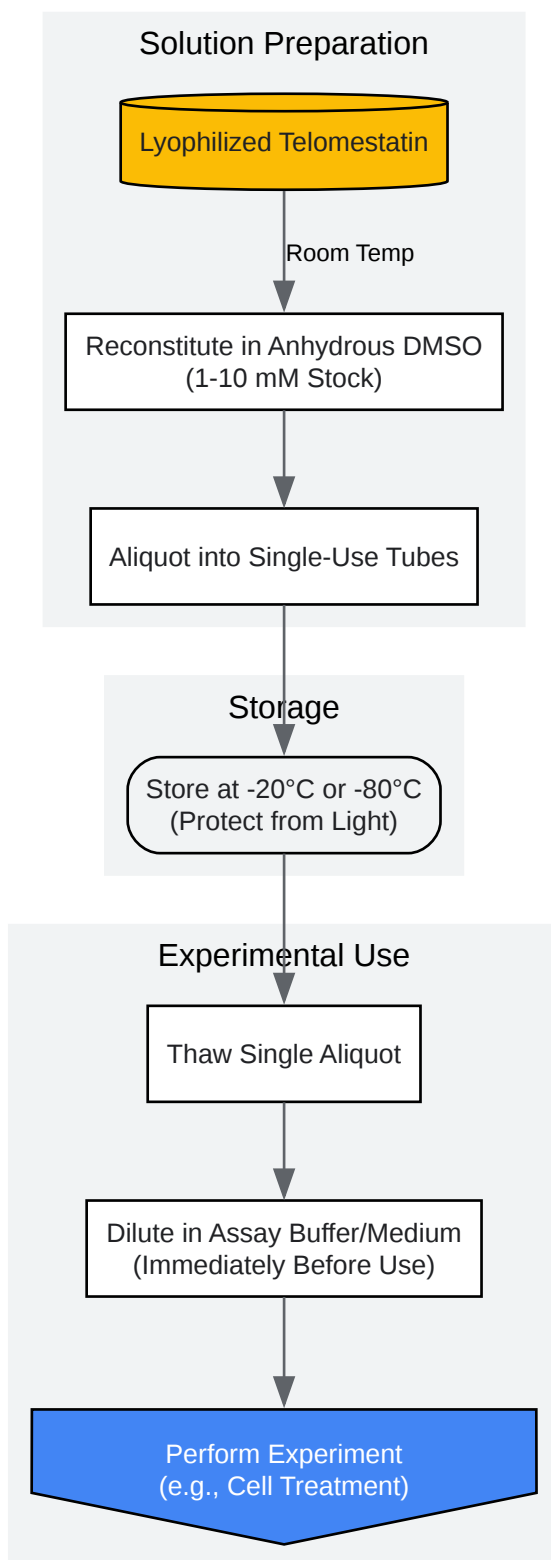 Solution Preparation
Lyophilized Telomestatin
Room Temp
Reconstitute in Anhydrous DMSO
(1-10 mM Stock)
Aliquot into Single-Use Tubes
Storage
Store at -20°C or -80°C
(Protect from Light)
Experimental Use
Thaw Single Aliquot
Dilute in Assay Buffer/Medium
(Immediately Before Use)
Perform Experiment
(e.g., Cell Treatment)